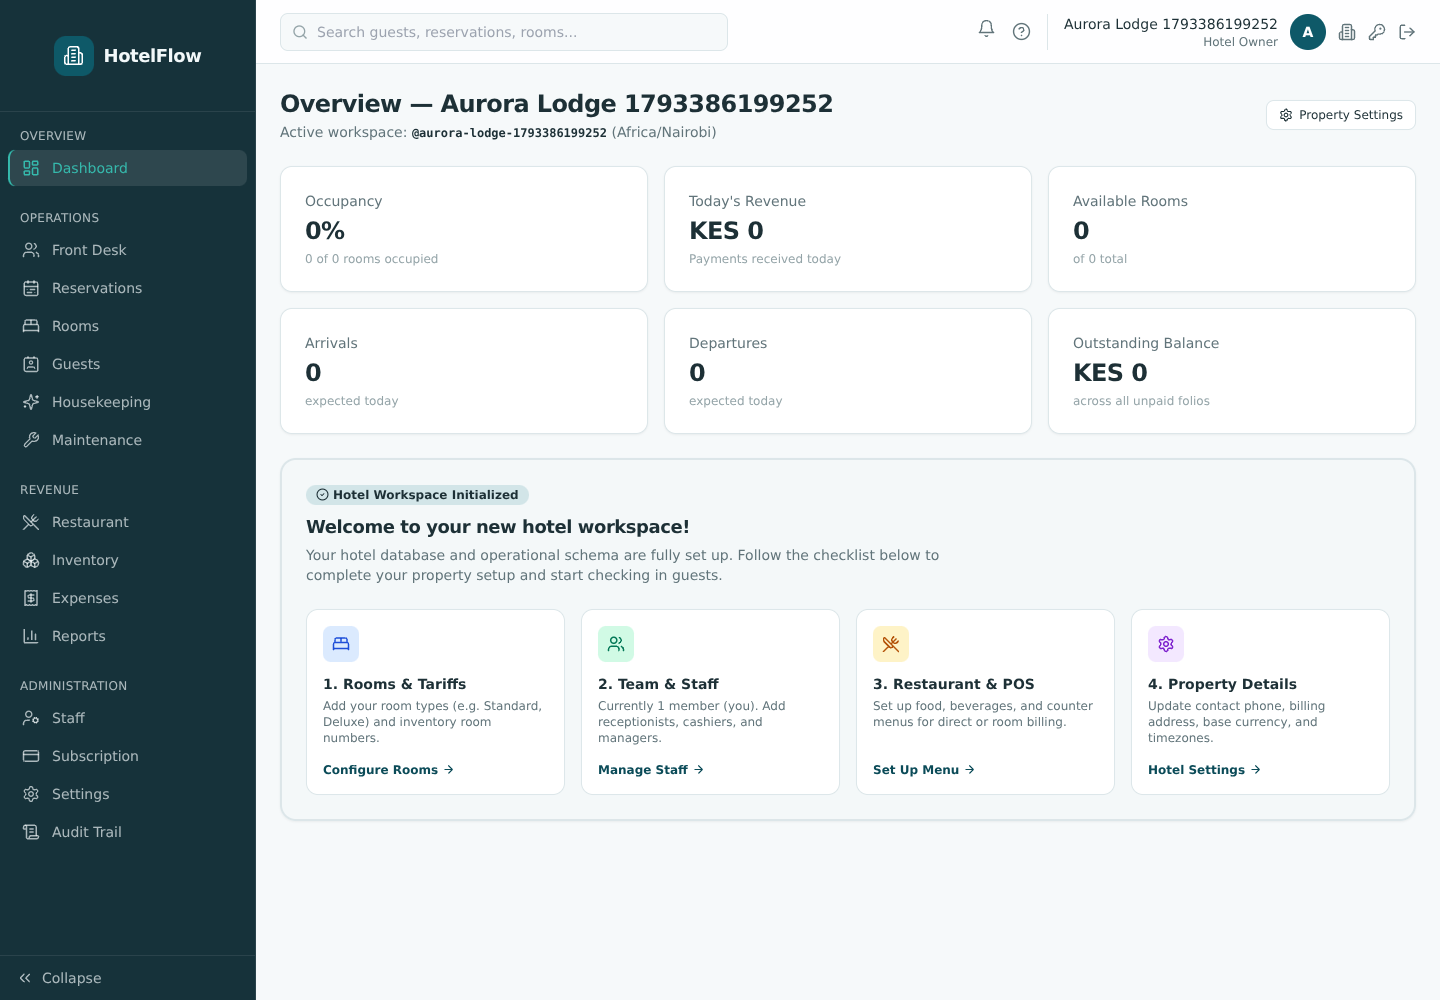 HotelFlow
OVERVIEW
Dashboard
OPERATIONS
Front Desk
Reservations
Rooms
Guests
Housekeeping
Maintenance
REVENUE
Restaurant
Inventory
Expenses
Reports
ADMINISTRATION
Staff
Subscription
Settings
Audit Trail
Collapse
Search guests, reservations, rooms...
Aurora Lodge 1793386199252
Hotel Owner
A
Overview — Aurora Lodge 1793386199252
Active workspace: @aurora-lodge-1793386199252 (Africa/Nairobi)
Property Settings
Occupancy
0%
0 of 0 rooms occupied
Today's Revenue
KES 0
Payments received today
Available Rooms
0
of 0 total
Arrivals
0
expected today
Departures
0
expected today
Outstanding Balance
KES 0
across all unpaid folios
Hotel Workspace Initialized
Welcome to your new hotel workspace!
Your hotel database and operational schema are fully set up. Follow the checklist below to
complete your property setup and start checking in guests.
1. Rooms & Tariffs
Add your room types (e.g. Standard,
Deluxe) and inventory room
numbers.
Configure Rooms →
2. Team & Staff
Currently 1 member (you). Add
receptionists, cashiers, and
managers.
Manage Staff →
3. Restaurant & POS
Set up food, beverages, and counter
menus for direct or room billing.
Set Up Menu →
4. Property Details
Update contact phone, billing
address, base currency, and
timezones.
Hotel Settings →